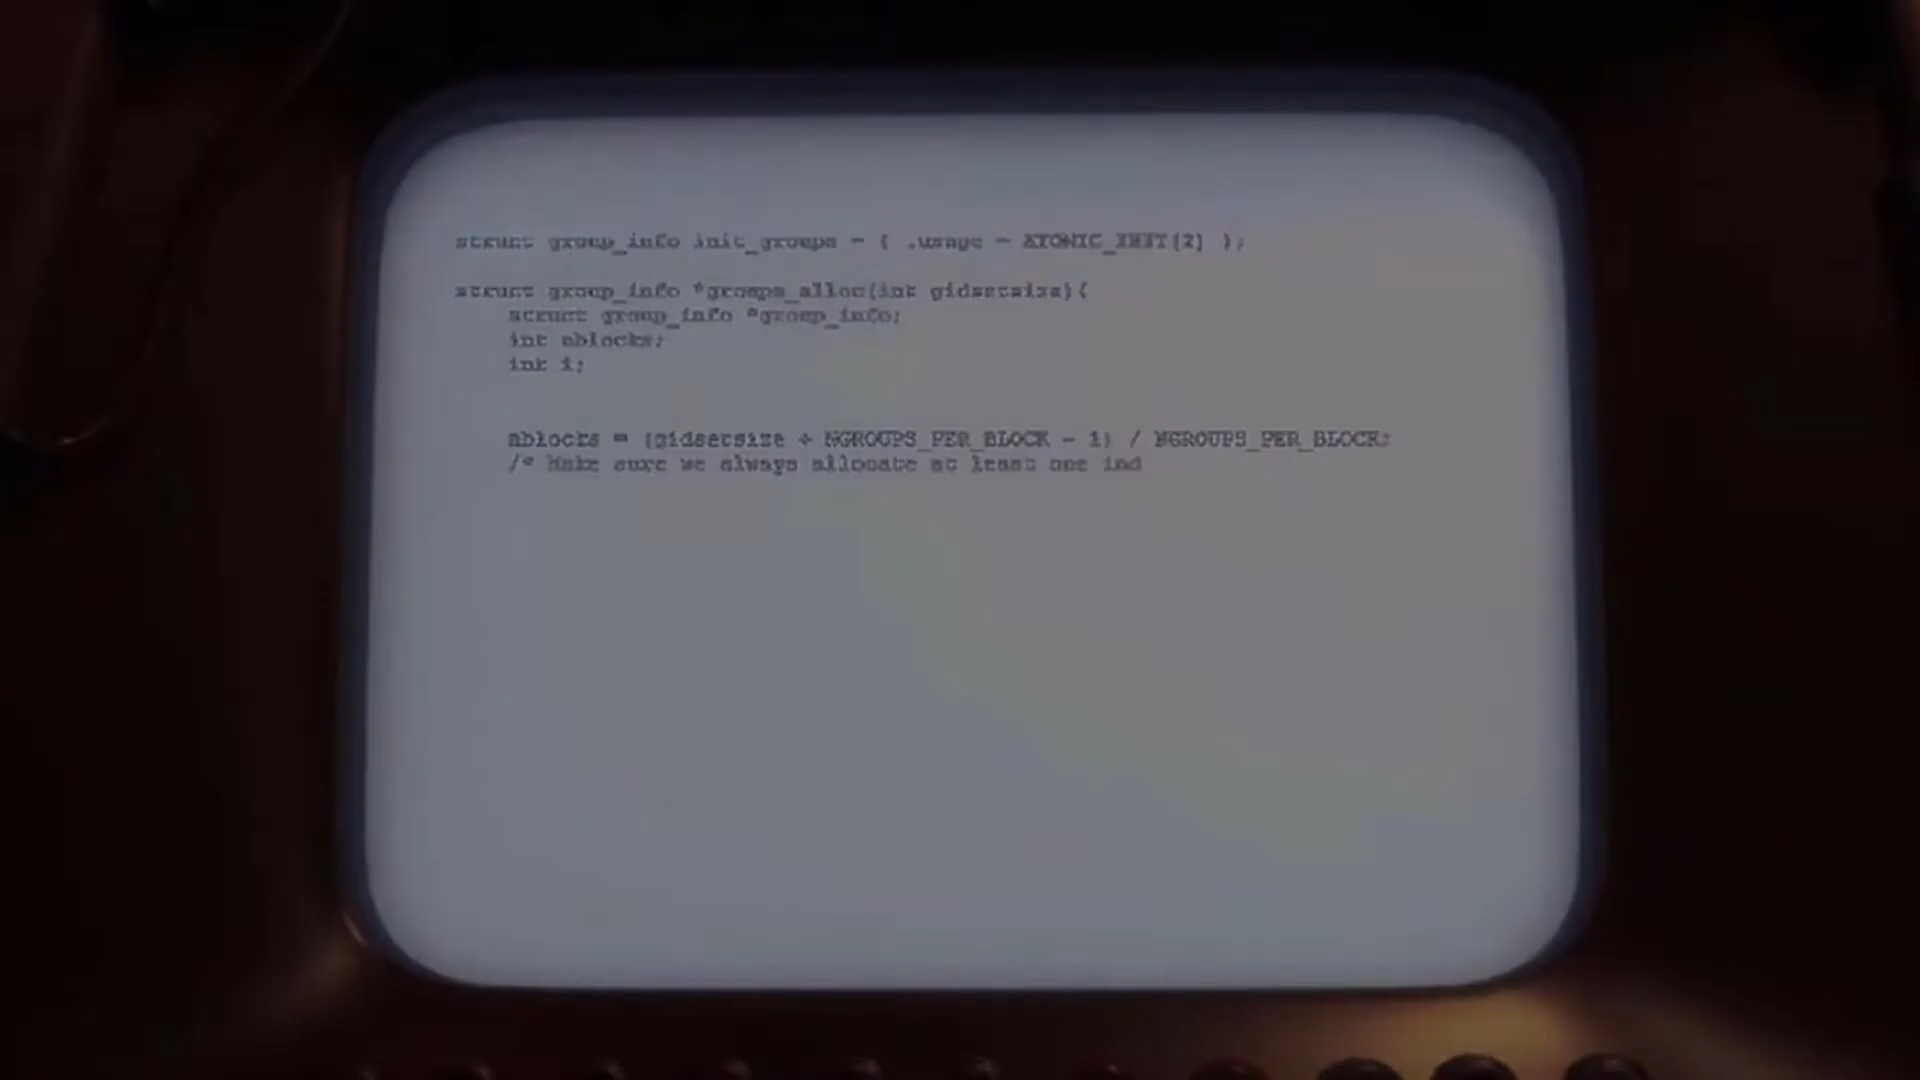 struct group_info init_groups = { .usage = ATOMIC_INIT(2) };
struct group_info *groups_alloc(int gidsetsize){
struct group_info *group_info;
int nblocks;
int i;
nblocks = (gidsetsize + NGROUPS_PER_BLOCK - 1) / NGROUPS_PER_BLOCK;
/* Make sure we always allocate at least one ind